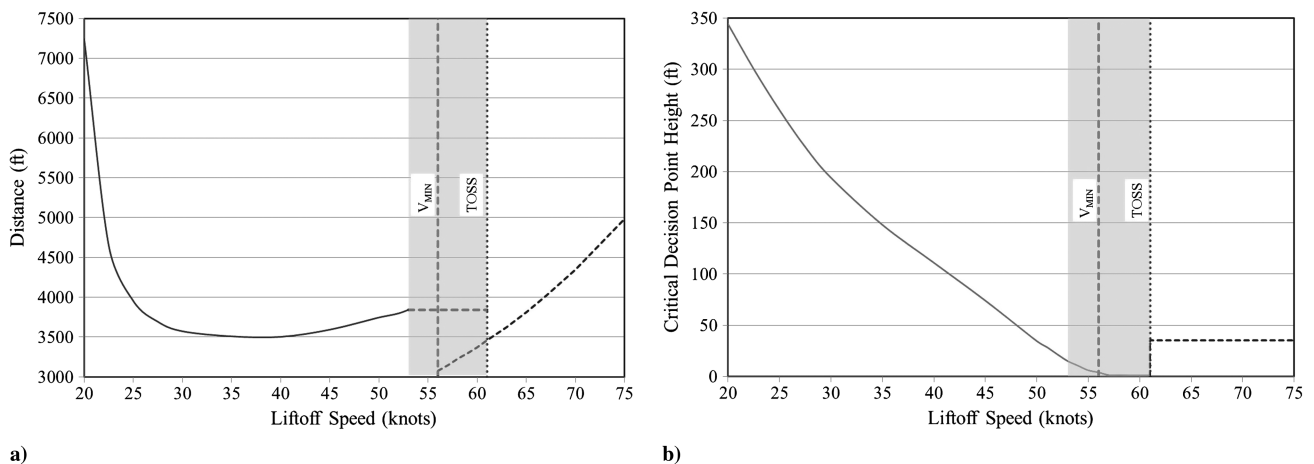 7500
7000
6500
6000
5500
5000
4500
4000
3500
3000
Distance (ft)
V_MIN
TOSS
20 25 30 35 40 45 50 55 60 65 70 75
Liftoff Speed (knots)
a)
350
300
250
200
150
100
50
0
Critical Decision Point Height (ft)
V_MIN
TOSS
20 25 30 35 40 45 50 55 60 65 70 75
Liftoff Speed (knots)
b)